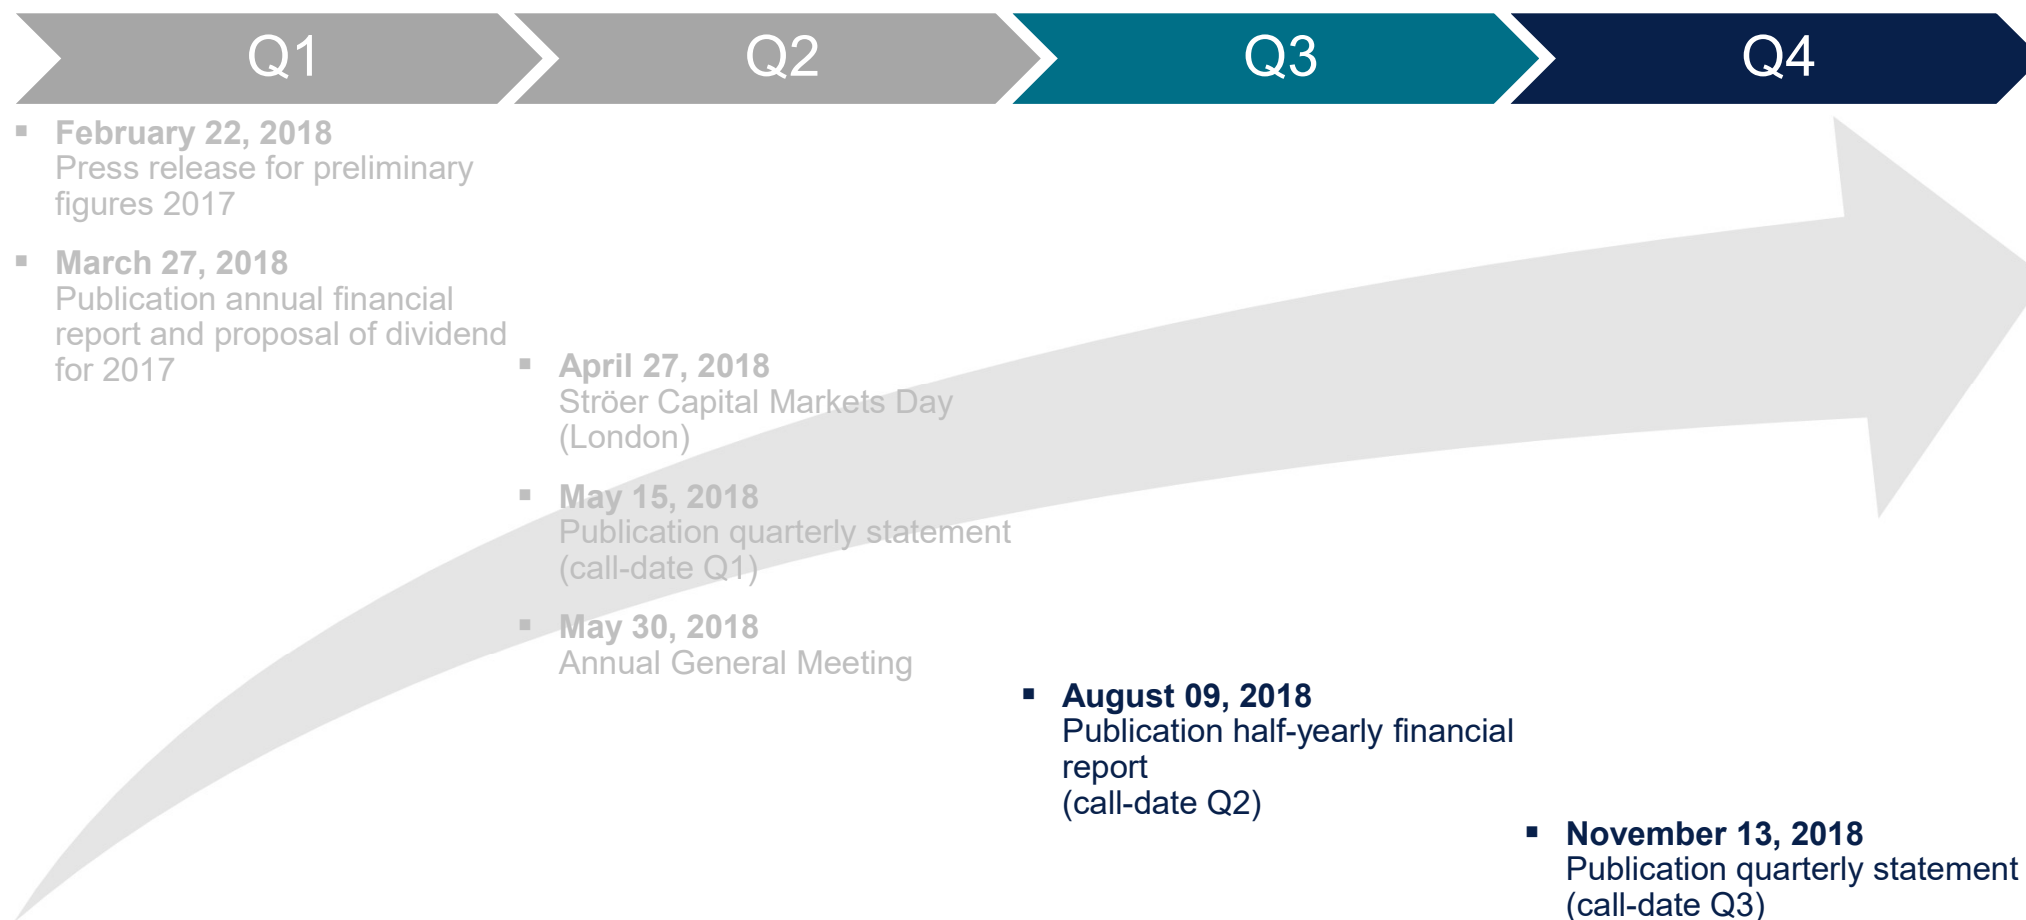 Q1
Q2
Q3
Q4
▪ February 22, 2018
Press release for preliminary
figures 2017
▪ March 27, 2018
Publication annual financial
report and proposal of dividend
for 2017
▪ April 27, 2018
Ströer Capital Markets Day
(London)
▪ May 15, 2018
Publication quarterly statement
(call-date Q1)
▪ May 30, 2018
Annual General Meeting
▪ August 09, 2018
Publication half-yearly financial
report
(call-date Q2)
▪ November 13, 2018
Publication quarterly statement
(call-date Q3)